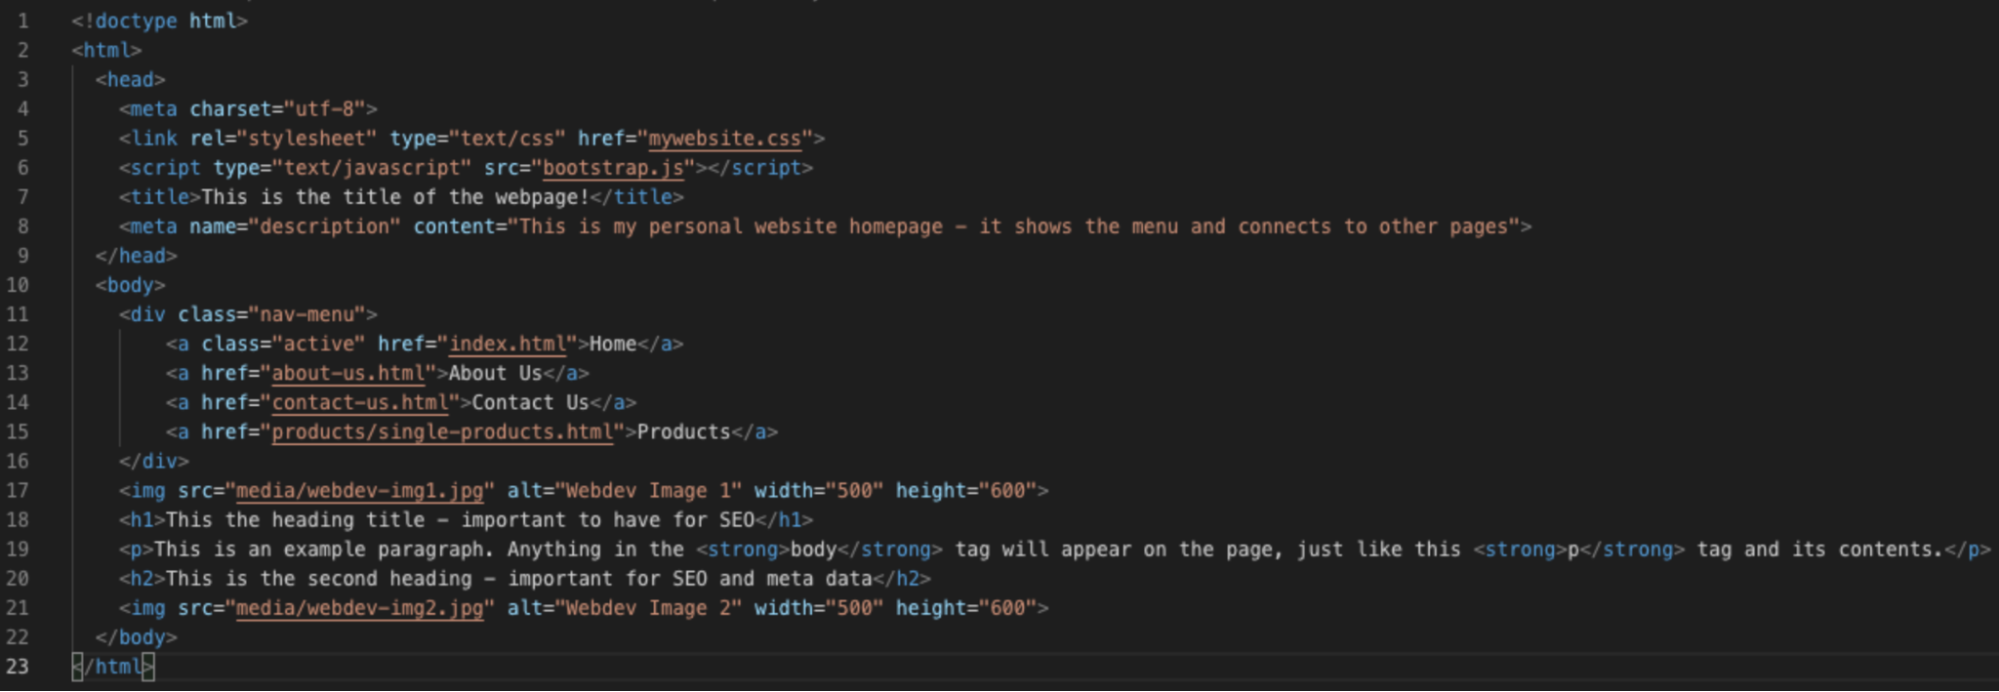 1 <!doctype html>
2 <html>
3 <head>
4 <meta charset="utf-8">
5 <link rel="stylesheet" type="text/css" href="mywebsite.css">
6 <script type="text/javascript" src="bootstrap.js"></script>
7 <title>This is the title of the webpage!</title>
8 <meta name="description" content="This is my personal website homepage – it shows the menu and connects to other pages">
9 </head>
10 <body>
11 <div class="nav-menu">
12 <a class="active" href="index.html">Home</a>
13 <a href="about-us.html">About Us</a>
14 <a href="contact-us.html">Contact Us</a>
15 <a href="products/single-products.html">Products</a>
16 </div>
17 <img src="media/webdev-img1.jpg" alt="Webdev Image 1" width="500" height="600">
18 <h1>This the heading title – important to have for SEO</h1>
19 <p>This is an example paragraph. Anything in the <strong>body</strong> tag will appear on the page, just like this <strong>p</strong> tag and its contents.</p>
20 <h2>This is the second heading – important for SEO and meta data</h2>
21 <img src="media/webdev-img2.jpg" alt="Webdev Image 2" width="500" height="600">
22 </body>
23 </html>